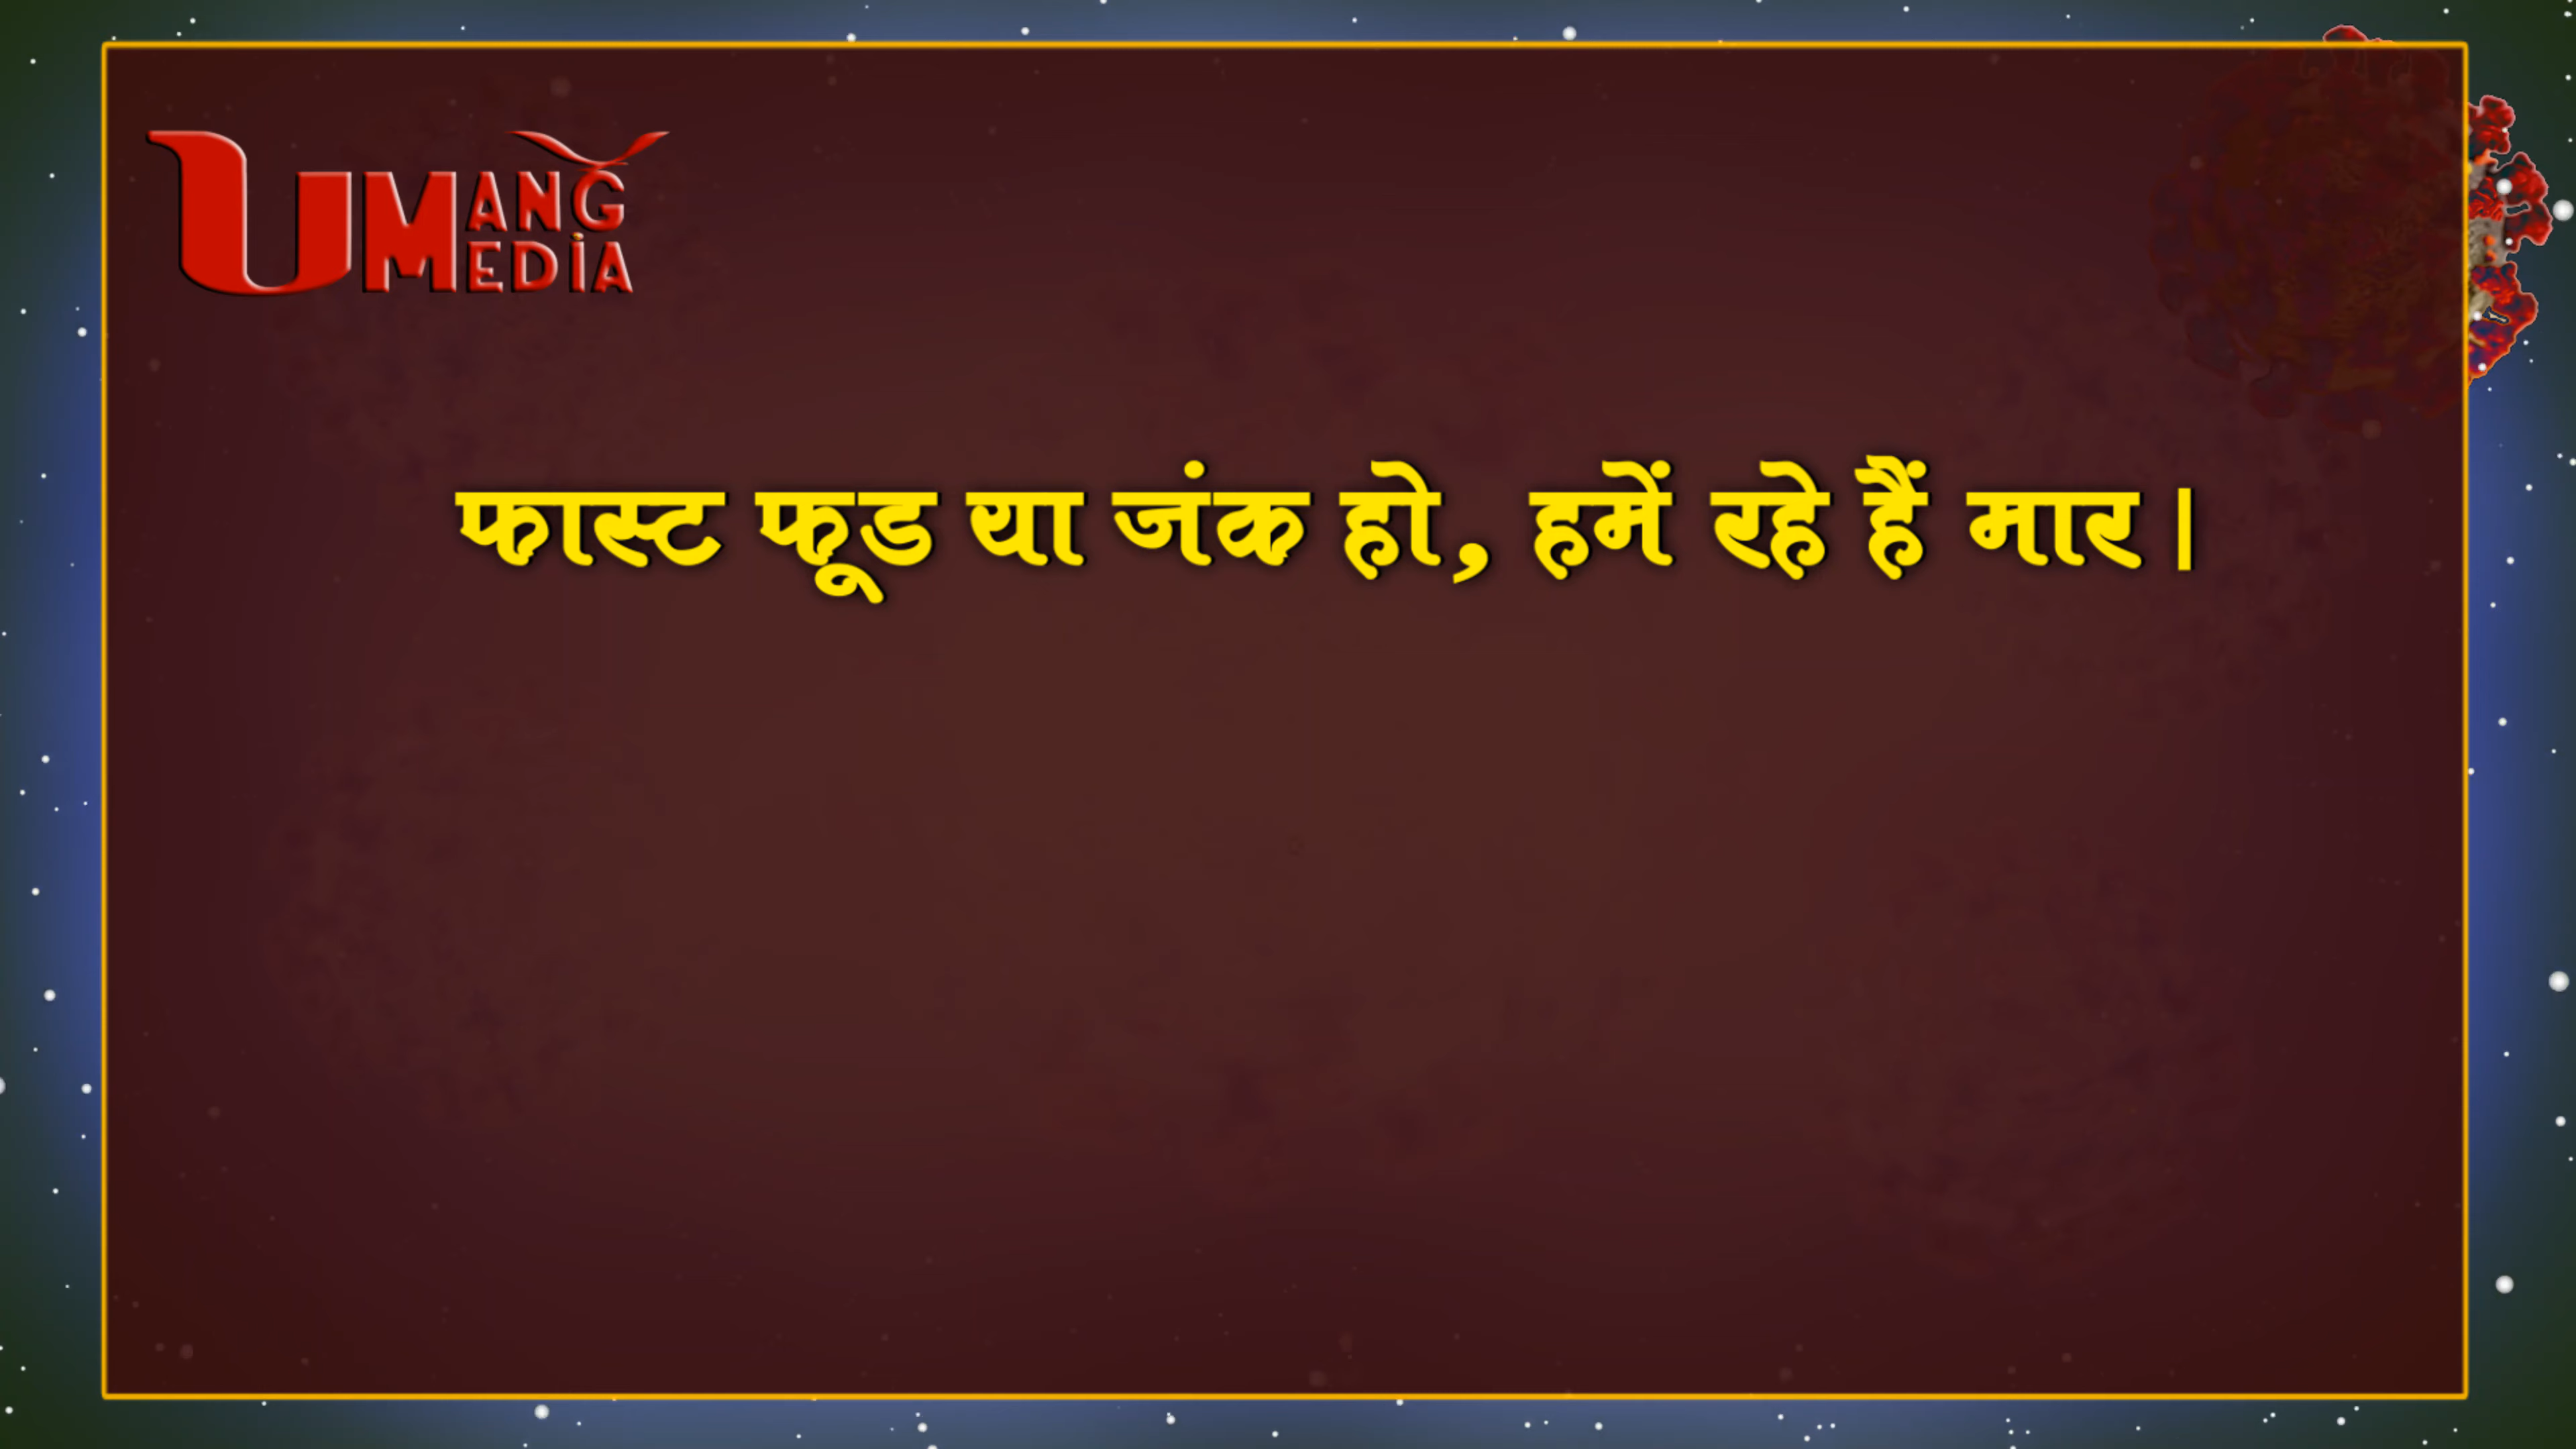 UMANG
MEDIA
फास्ट फूड या जंक हो, हमें रहे हैं मार।